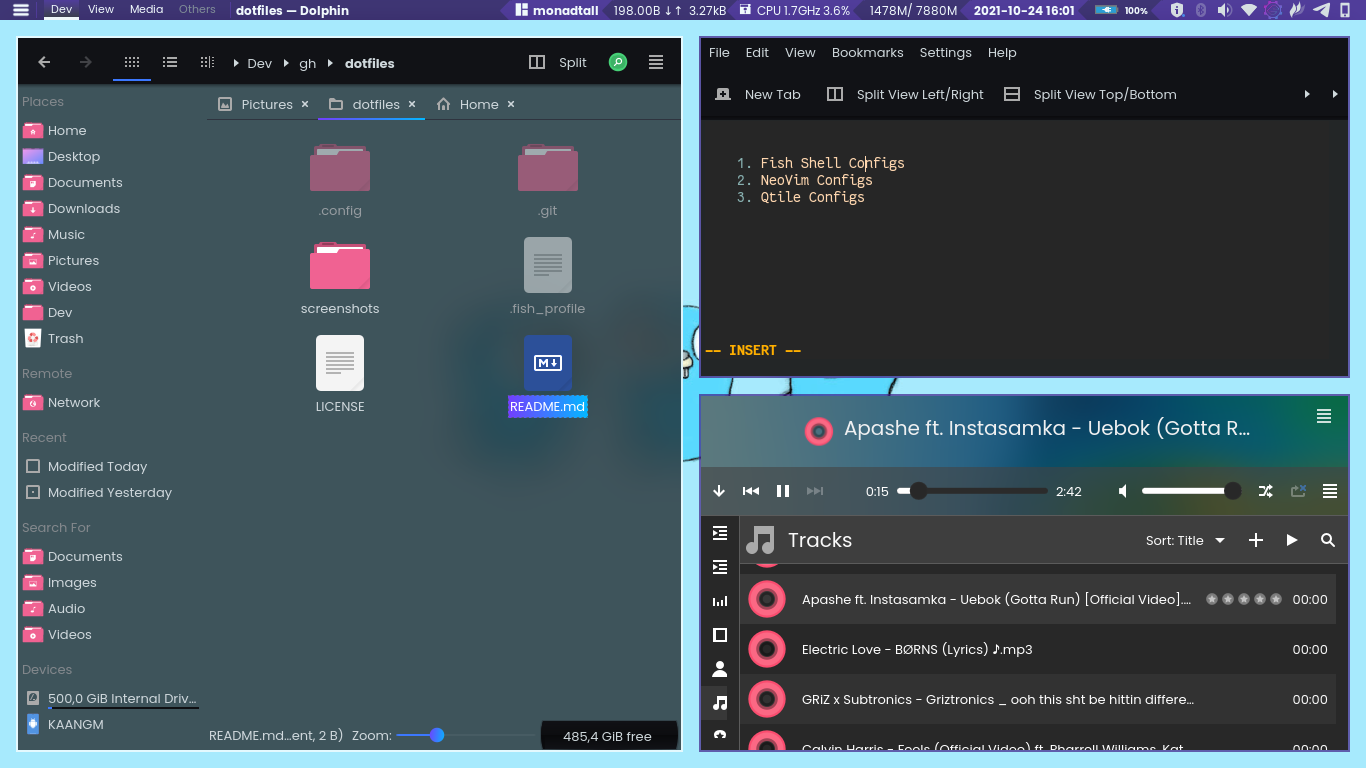 Dev View Media Others dotfiles — Dolphin monadtall 198.00B ↓↑ 3.27kB CPU 1.7GHz 3.6% 1478M/ 7880M 2021-10-24 16:01 100%
Dev gh dotfiles Split
Places
Home
Desktop
Documents
Downloads
Music
Pictures
Videos
Dev
Trash
Remote
Network
Recent
Modified Today
Modified Yesterday
Search For
Documents
Images
Audio
Videos
Devices
500,0 GiB Internal Driv...
KAANGM
Pictures × dotfiles × Home ×
.config .git
screenshots .fish_profile
LICENSE README.md
README.md...ent, 2 B) Zoom: 485,4 GiB free
File Edit View Bookmarks Settings Help
New Tab Split View Left/Right Split View Top/Bottom
1. Fish Shell Configs
2. NeoVim Configs
3. Qtile Configs
-- INSERT --
Apashe ft. Instasamka - Uebok (Gotta R...
0:15 2:42
Tracks Sort: Title
Apashe ft. Instasamka - Uebok (Gotta Run) [Official Video].... 00:00
Electric Love - BØRNS (Lyrics) ♪.mp3 00:00
GRiZ x Subtronics - Griztronics _ ooh this sht be hittin differe... 00:00
Calvin Harris - Feels (Official Video) ft. Pharrell Williams, Kat... 00:00